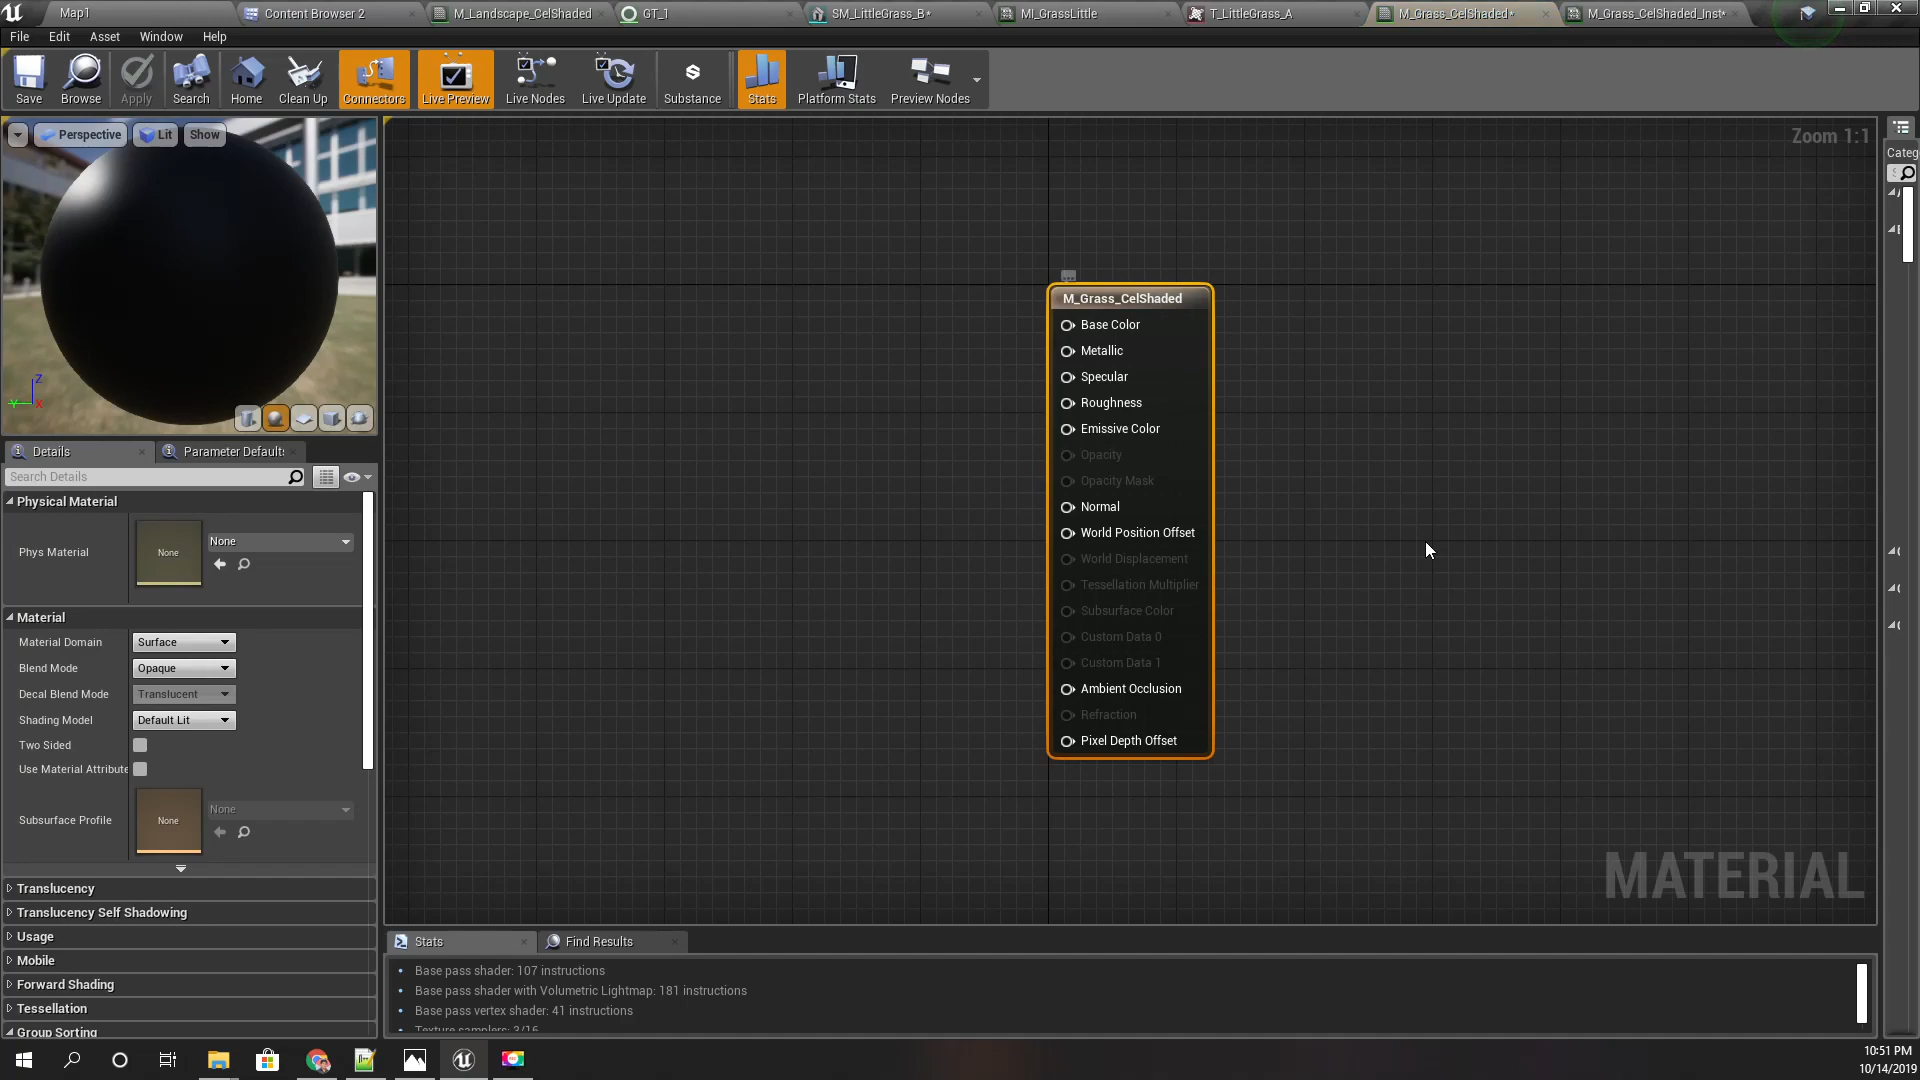 Map1
Content Browser 2
M_Landscape_CelShaded
GT_1
SM_LittleGrass_B*
MI_GrassLittle
T_LittleGrass_A
M_Grass_CelShaded*
M_Grass_CelShaded_Inst*
File Edit Asset Window Help
Save
Browse
Apply
Search
Home
Clean Up
Connectors
Live Preview
Live Nodes
Live Update
Substance
Stats
Platform Stats
Preview Nodes
Perspective Lit Show
Zoom 1:1
Categ
Z
Y
X
M_Grass_CelShaded
Base Color
Metallic
Specular
Roughness
Emissive Color
Opacity
Opacity Mask
Normal
World Position Offset
World Displacement
Tessellation Multiplier
Subsurface Color
Custom Data 0
Custom Data 1
Ambient Occlusion
Refraction
Pixel Depth Offset
MATERIAL
Details
Parameter Defaults
Search Details
Physical Material
Phys Material
None
None
Material
Material Domain Surface
Blend Mode Opaque
Decal Blend Mode Translucent
Shading Model Default Lit
Two Sided
Use Material Attribute
Subsurface Profile
None
None
Translucency
Translucency Self Shadowing
Usage
Mobile
Forward Shading
Tessellation
Group Sorting
Stats
Find Results
Base pass shader: 107 instructions
Base pass shader with Volumetric Lightmap: 181 instructions
Base pass vertex shader: 41 instructions
Texture samplers: 3/16
10:51 PM
10/14/2019